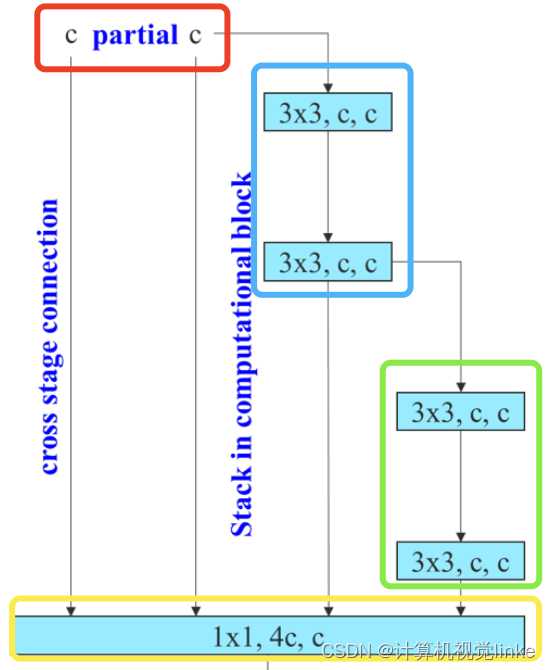 c partial c
3x3, c, c
3x3, c, c
cross stage connection
Stack in computational block
3x3, c, c
3x3, c, c
1x1, 4c, c
CSDN @计算机视觉linke